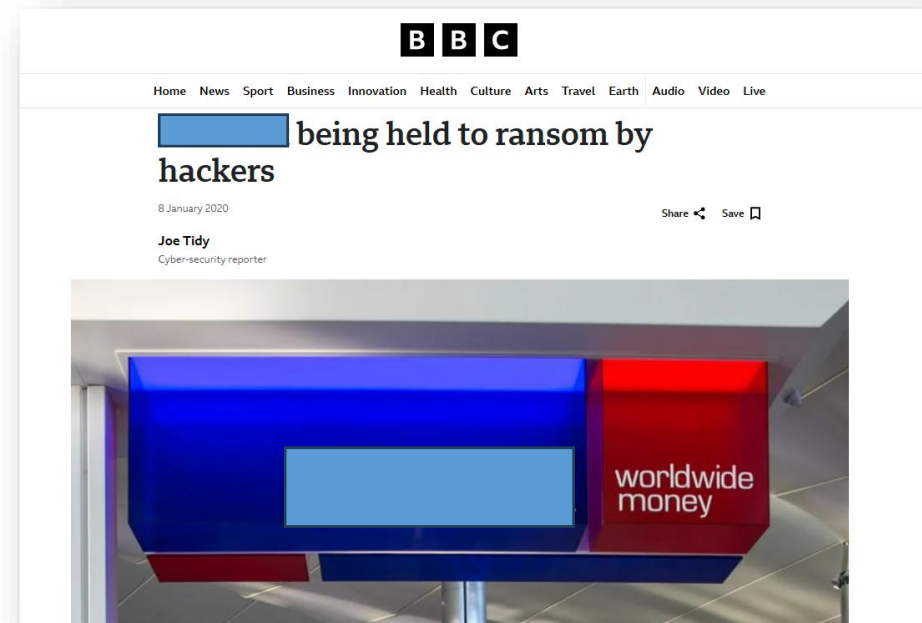 BBC
Home News Sport Business Innovation Health Culture Arts Travel Earth Audio Video Live
being held to ransom by
hackers
8 January 2020
Share Save
Joe Tidy
Cyber-security reporter
worldwide
money